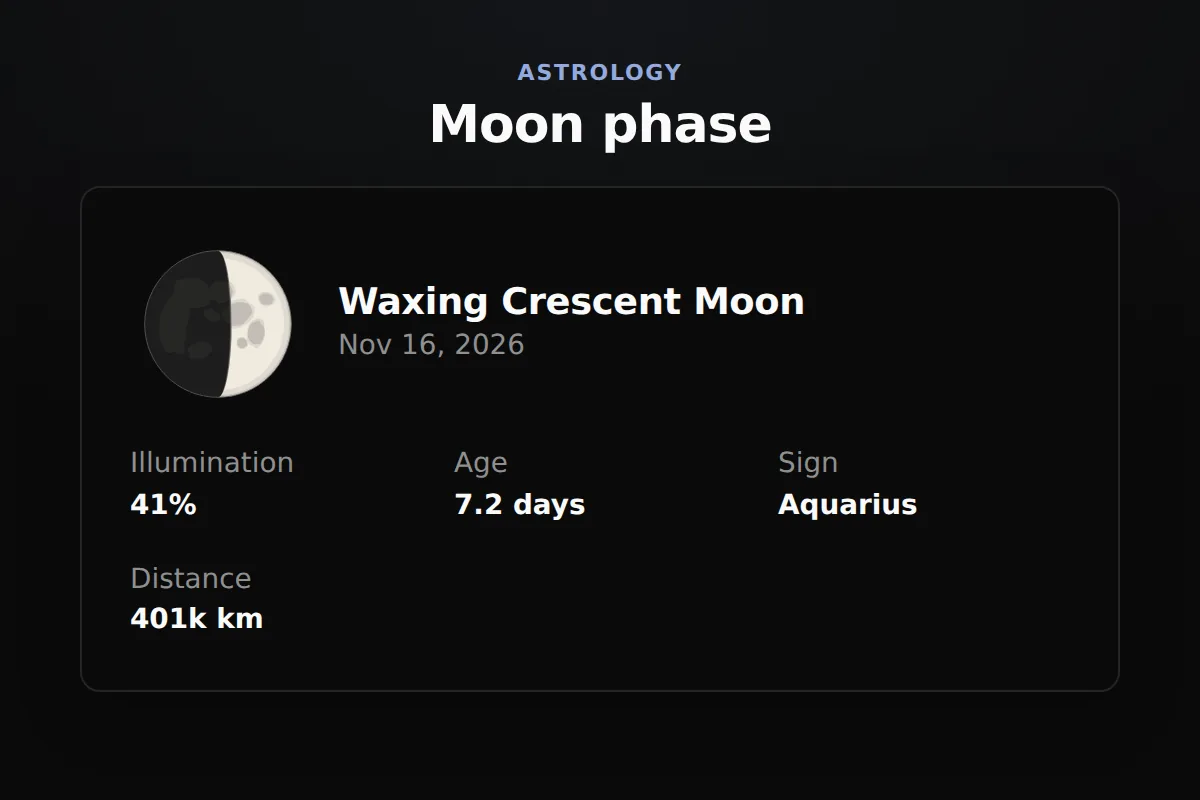 ASTROLOGY
Moon phase
Waxing Crescent Moon
Nov 16, 2026
Illumination
41%
Age
7.2 days
Sign
Aquarius
Distance
401k km